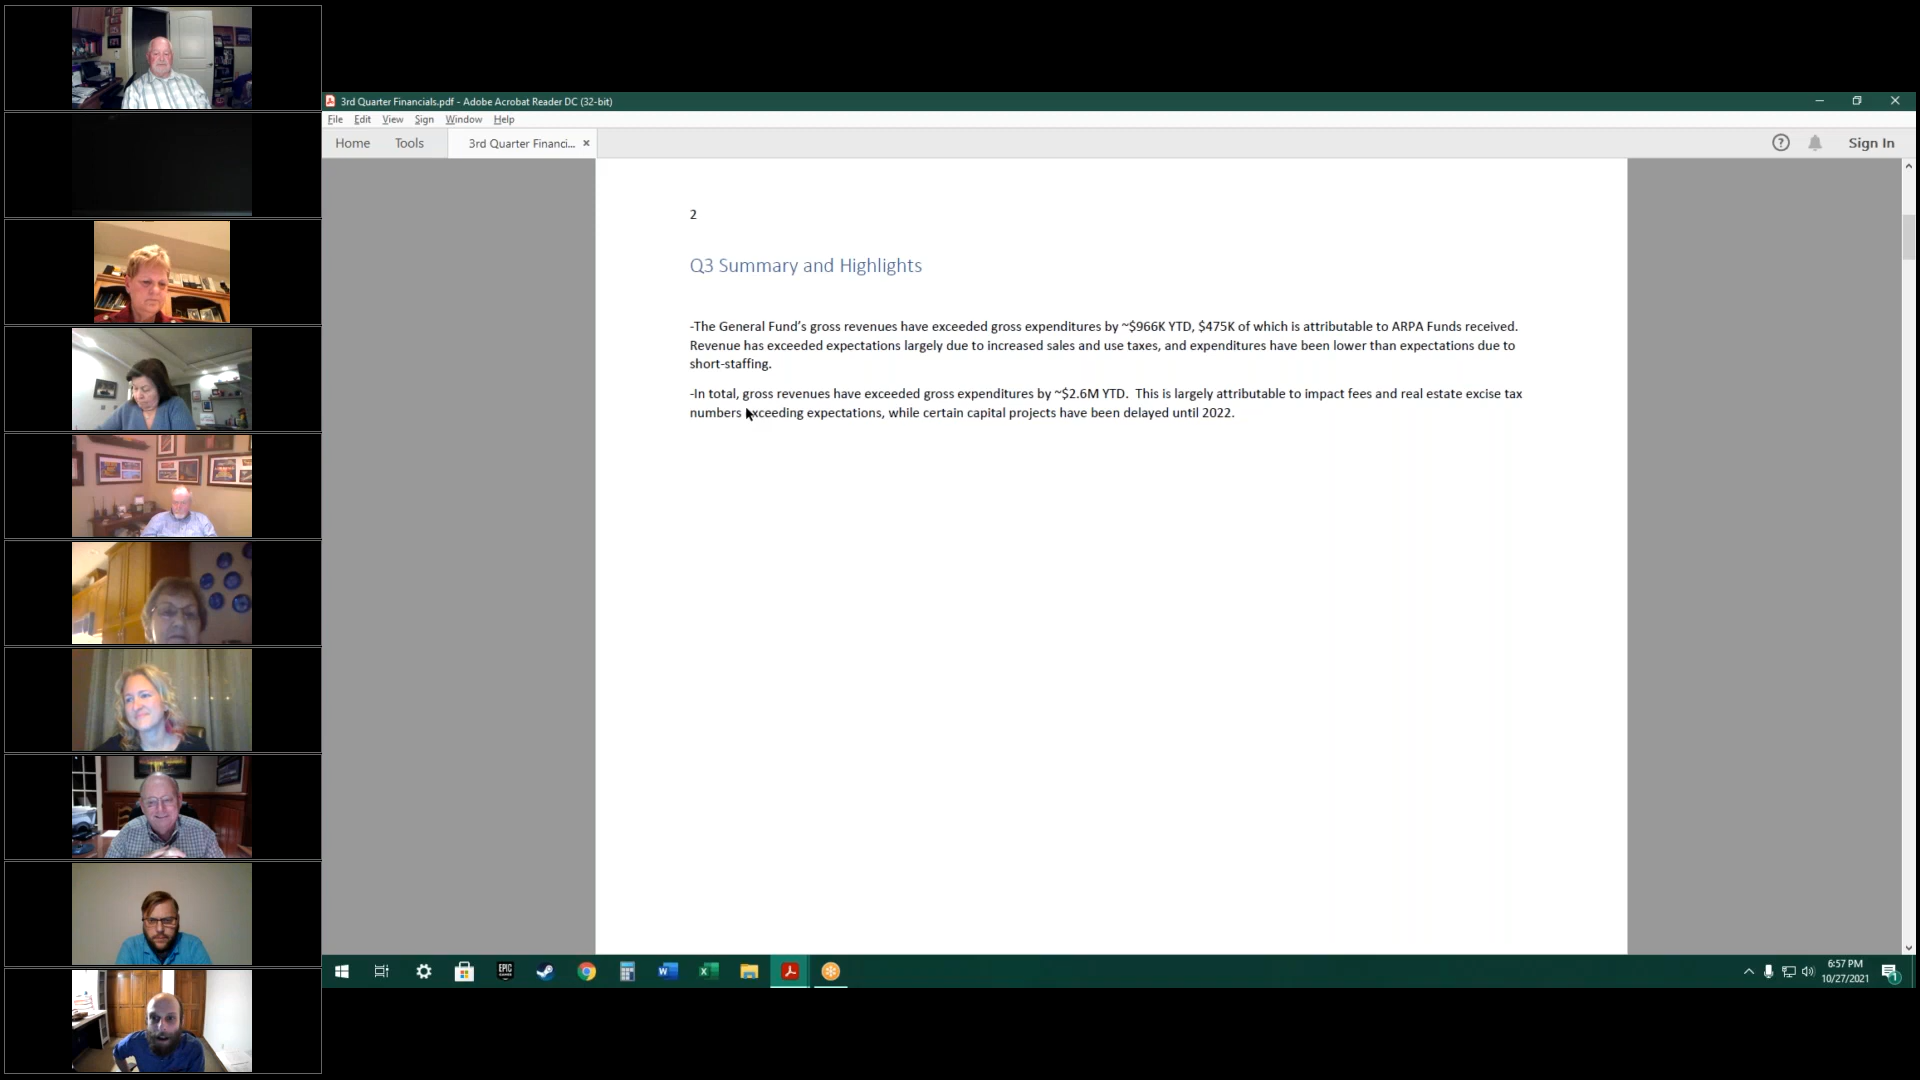 3rd Quarter Financials.pdf - Adobe Acrobat Reader DC (32-bit)
File Edit View Sign Window Help
Home Tools 3rd Quarter Financi... × Sign In
2
Q3 Summary and Highlights
-The General Fund's gross revenues have exceeded gross expenditures by ~$966K YTD, $475K of which is attributable to ARPA Funds received.
Revenue has exceeded expectations largely due to increased sales and use taxes, and expenditures have been lower than expectations due to
short-staffing.
-In total, gross revenues have exceeded gross expenditures by ~$2.6M YTD. This is largely attributable to impact fees and real estate excise tax
numbers exceeding expectations, while certain capital projects have been delayed until 2022.
EPIC
6:57 PM
10/27/2021
1